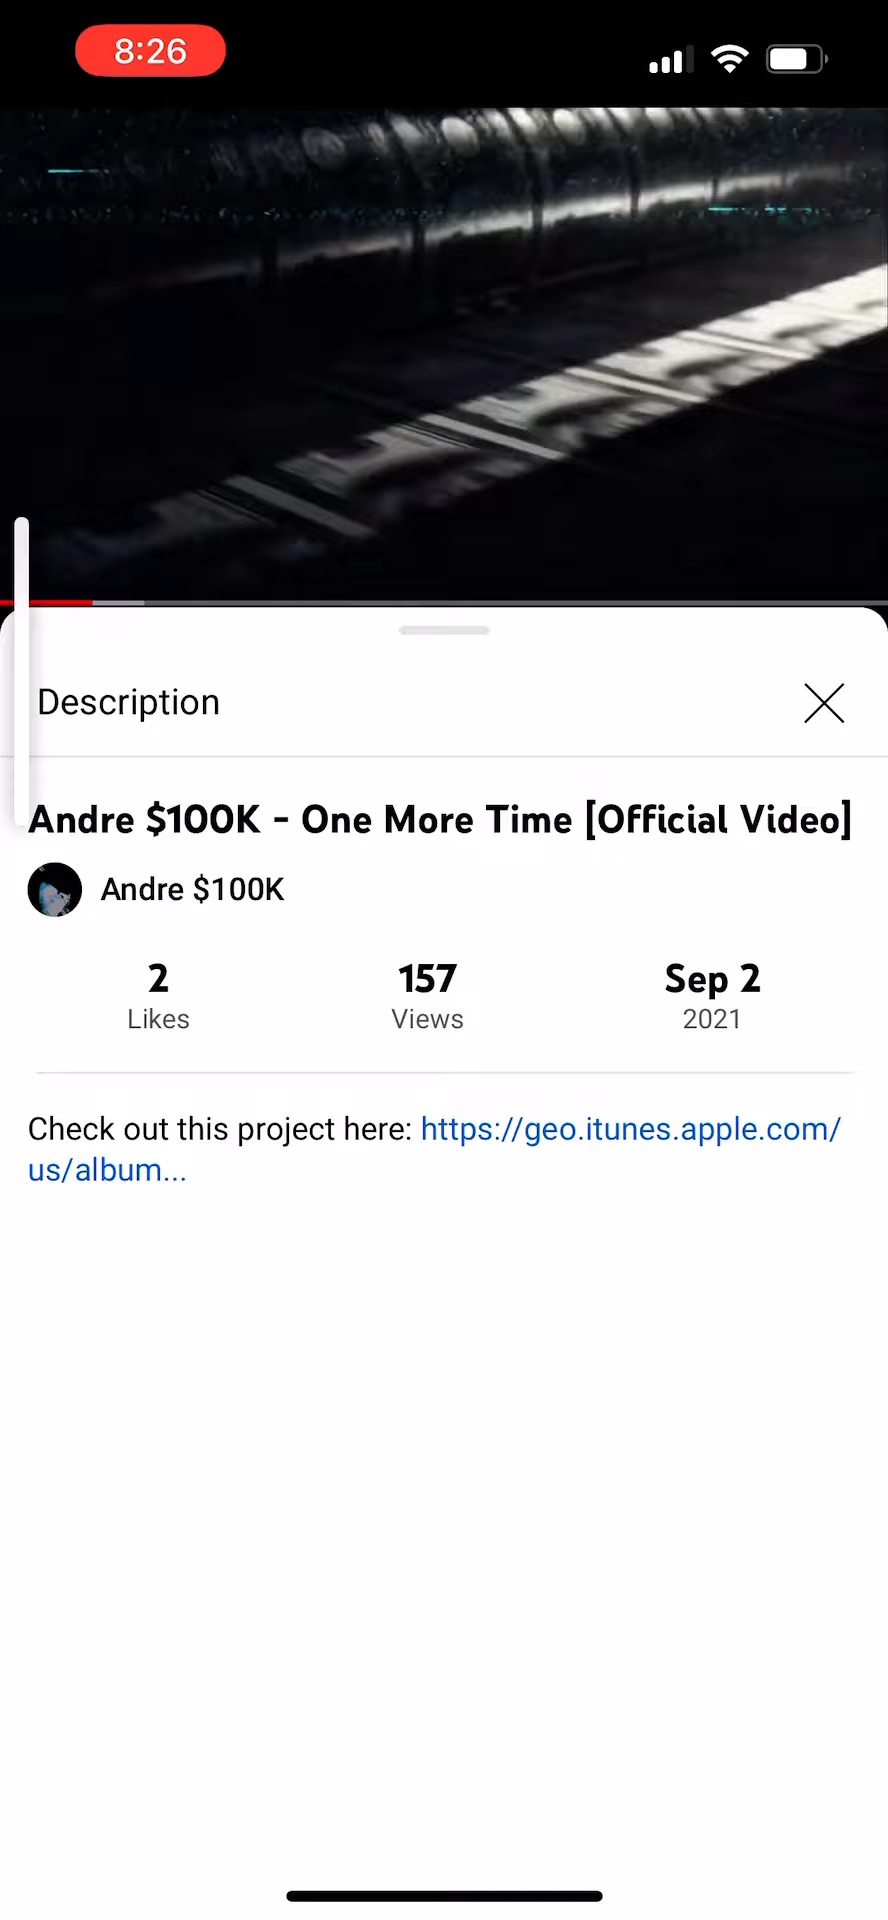 8:26
Description
Andre $100K - One More Time [Official Video]
Andre $100K
2 157 Sep 2
Likes Views 2021
Check out this project here: https://geo.itunes.apple.com/
us/album...